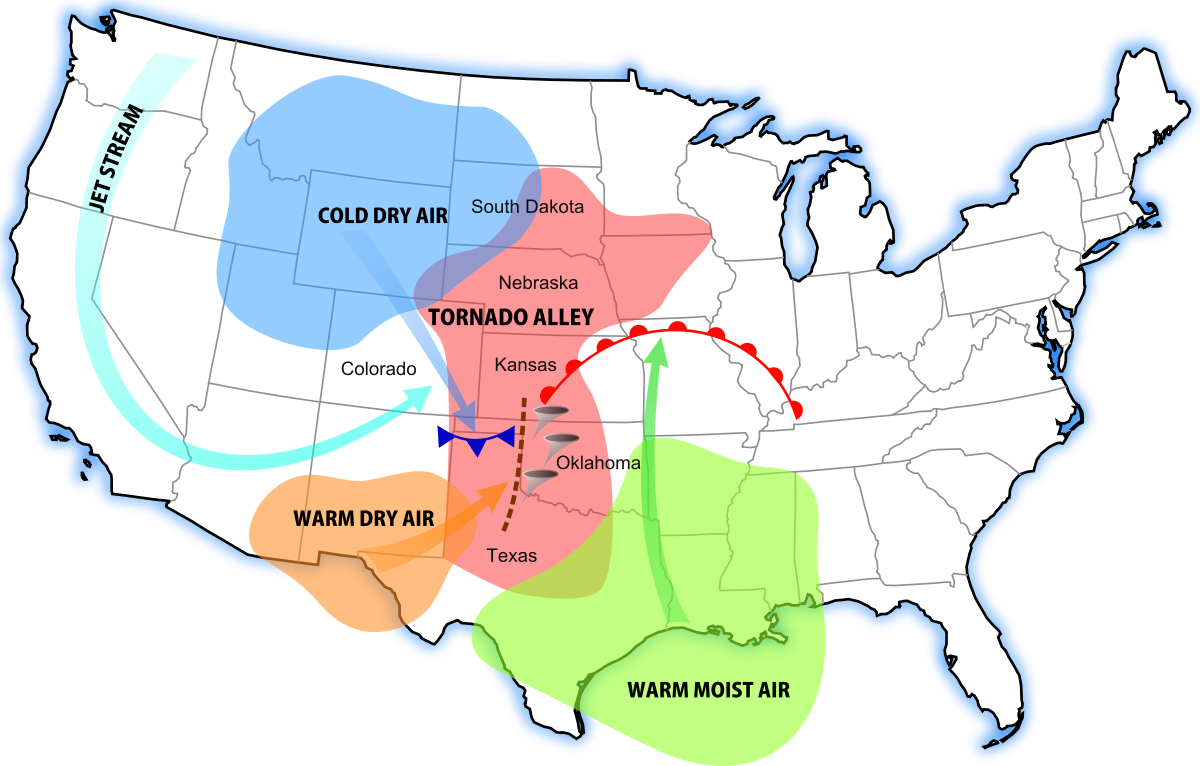 JET STREAM
COLD DRY AIR
South Dakota
Nebraska
TORNADO ALLEY
Colorado
Kansas
Oklahoma
WARM DRY AIR
Texas
WARM MOIST AIR